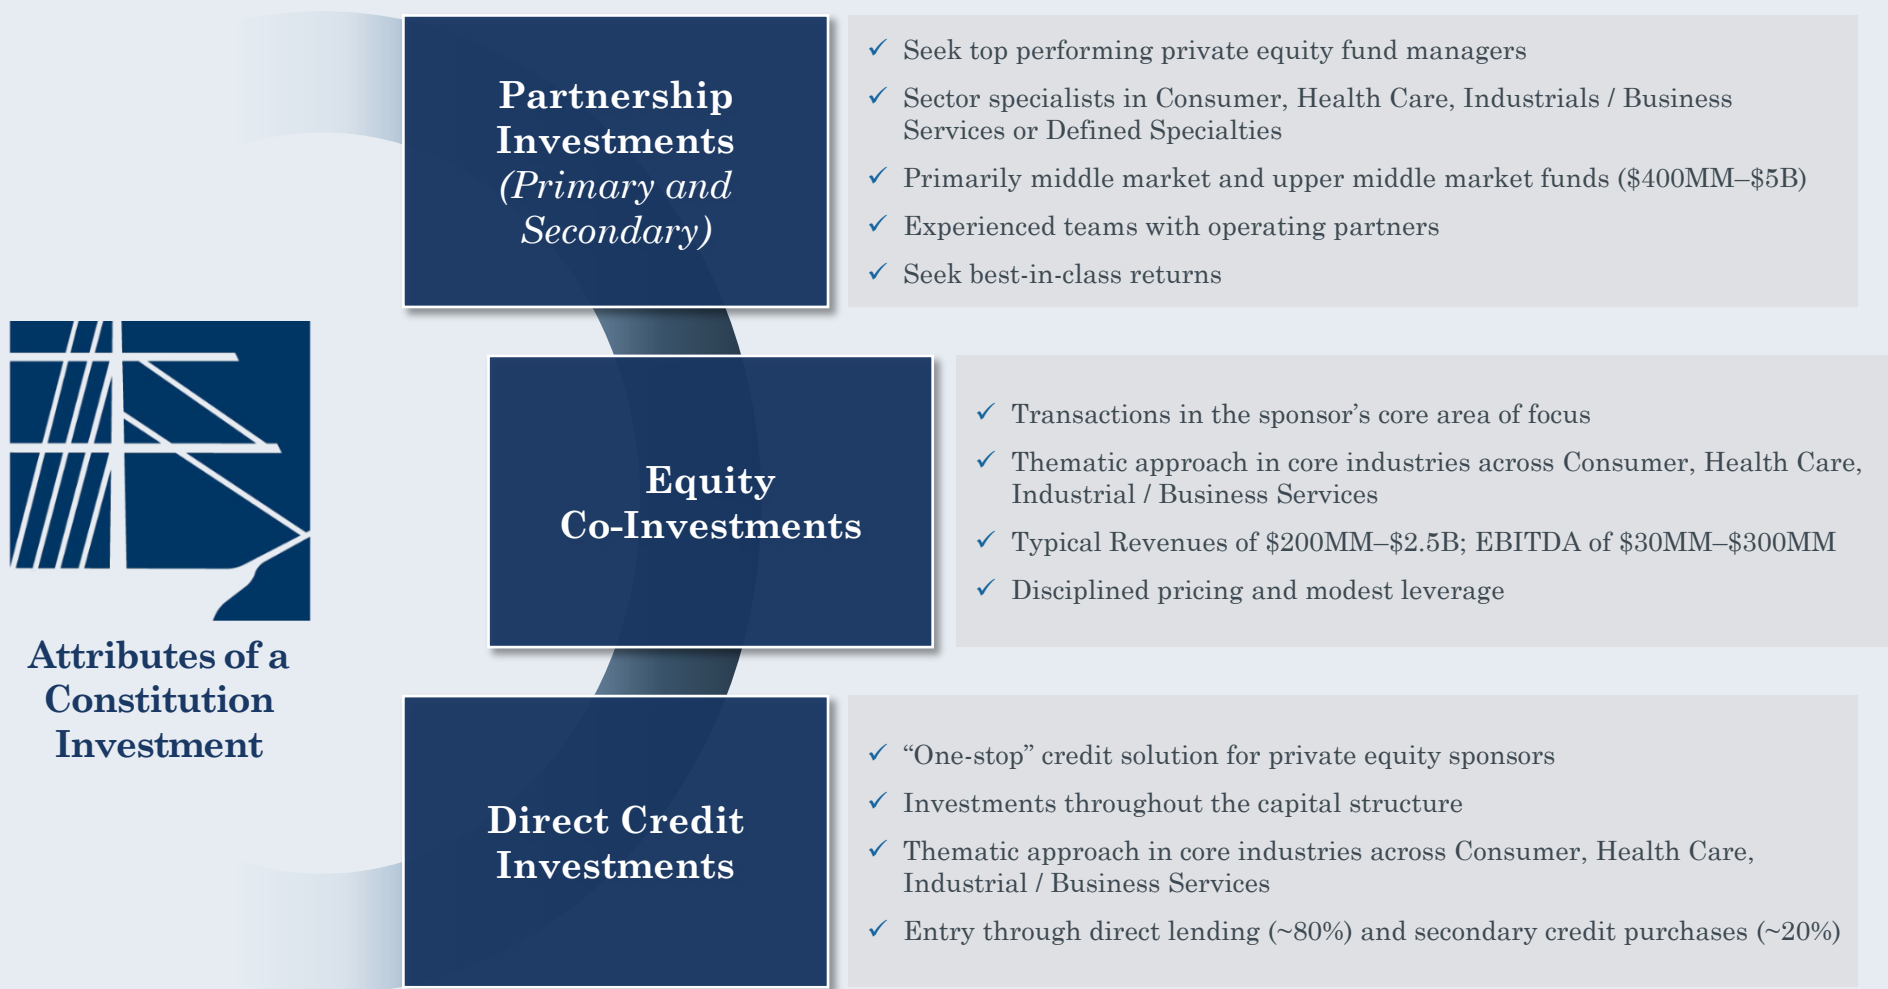 Partnership
Investments
(Primary and
Secondary)
✓ Seek top performing private equity fund managers
✓ Sector specialists in Consumer, Health Care, Industrials / Business
Services or Defined Specialties
✓ Primarily middle market and upper middle market funds ($400MM–$5B)
✓ Experienced teams with operating partners
✓ Seek best-in-class returns
Attributes of a
Constitution
Investment
Equity
Co-Investments
✓ Transactions in the sponsor’s core area of focus
✓ Thematic approach in core industries across Consumer, Health Care,
Industrial / Business Services
✓ Typical Revenues of $200MM–$2.5B; EBITDA of $30MM–$300MM
✓ Disciplined pricing and modest leverage
Direct Credit
Investments
✓ “One-stop” credit solution for private equity sponsors
✓ Investments throughout the capital structure
✓ Thematic approach in core industries across Consumer, Health Care,
Industrial / Business Services
✓ Entry through direct lending (~80%) and secondary credit purchases (~20%)